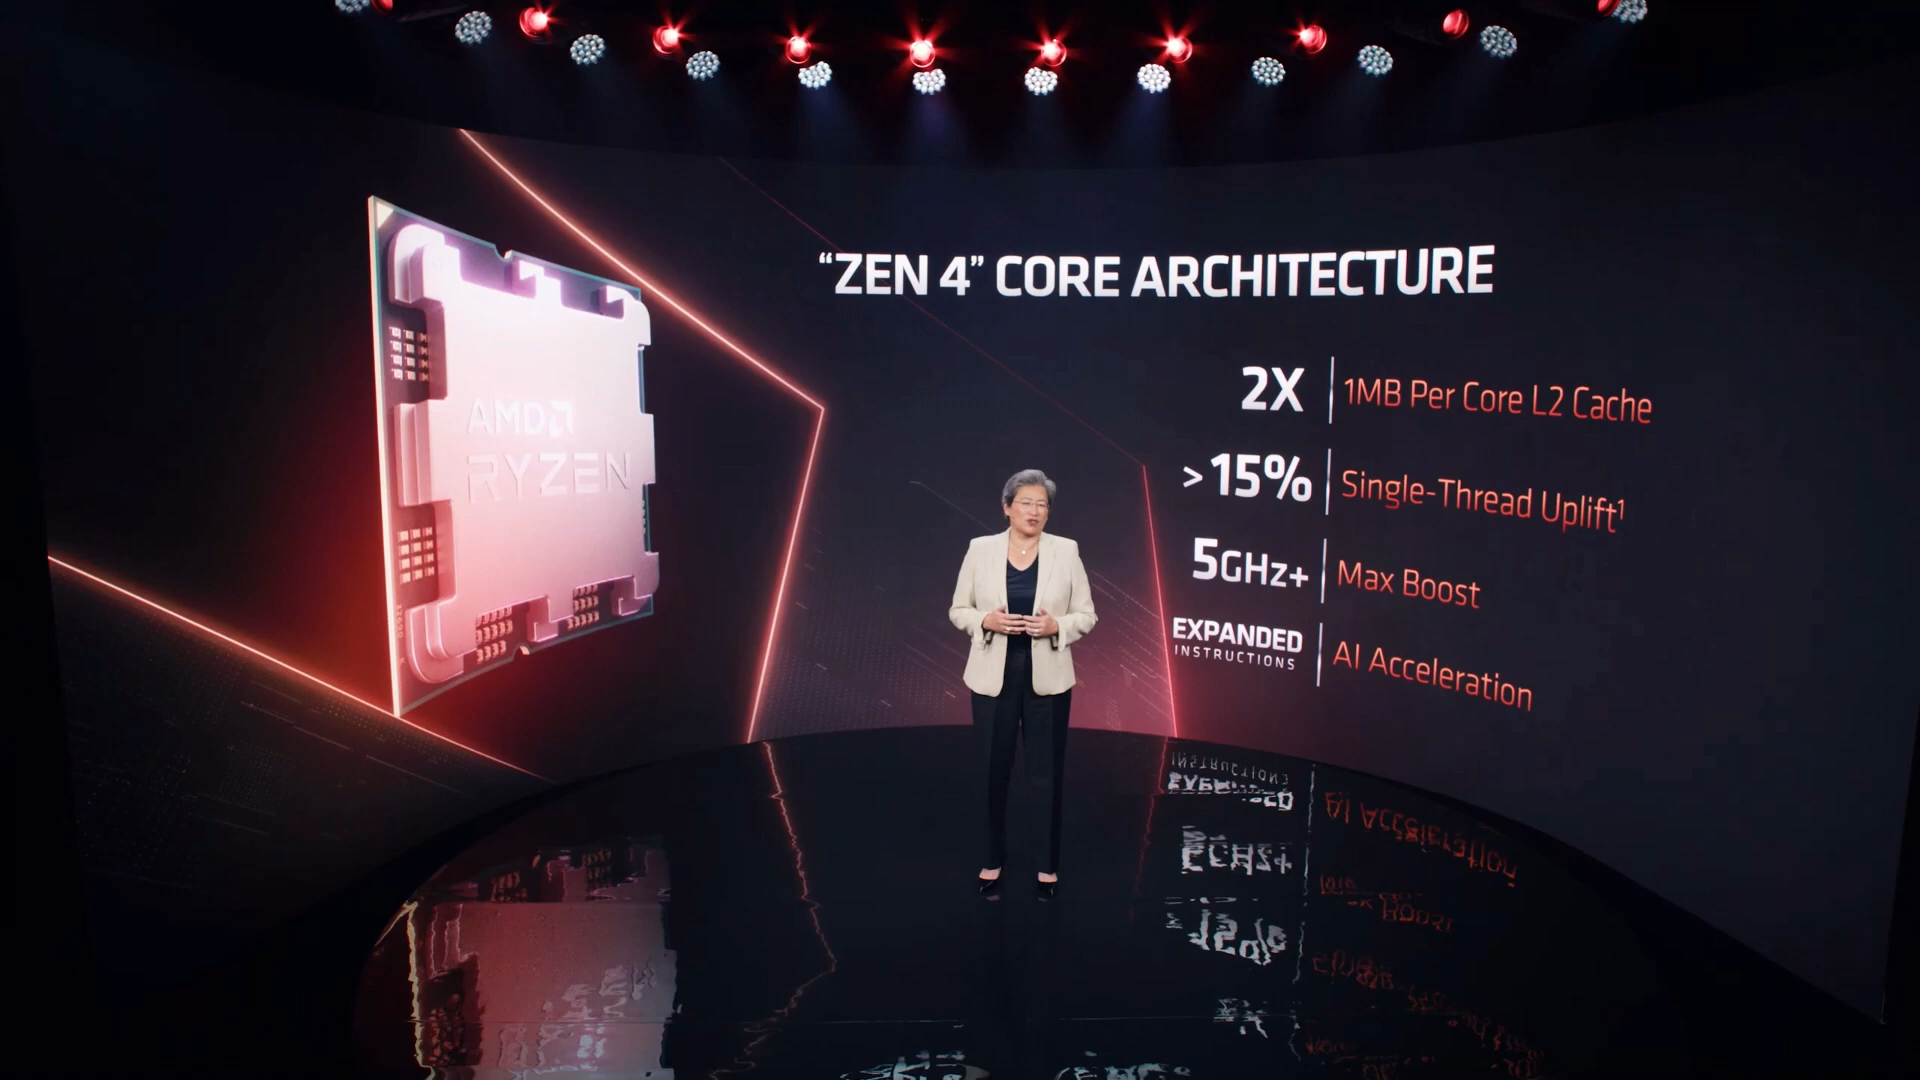 AMD
RYZEN
“ZEN 4” CORE ARCHITECTURE
2X 1MB Per Core L2 Cache
>15% Single-Thread Uplift¹
5GHz+ Max Boost
EXPANDED
INSTRUCTIONS
AI Acceleration